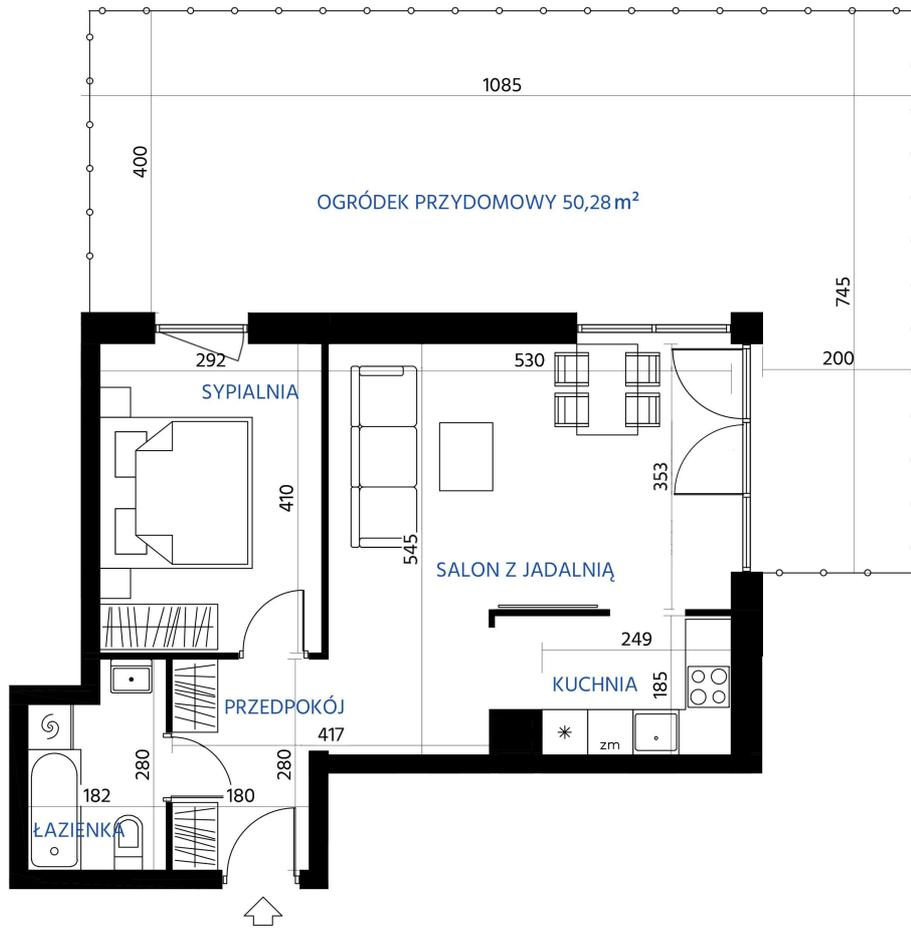 1085
400
OGRÓDEK PRZYDOMOWY 50,28 m²
745
292
530
200
SYPIALNIA
410
353
545
SALON Z JADALNIĄ
249
KUCHNIA
185
PRZEDPOKÓJ
417
zm
280
280
182
180
ŁAZIENKA